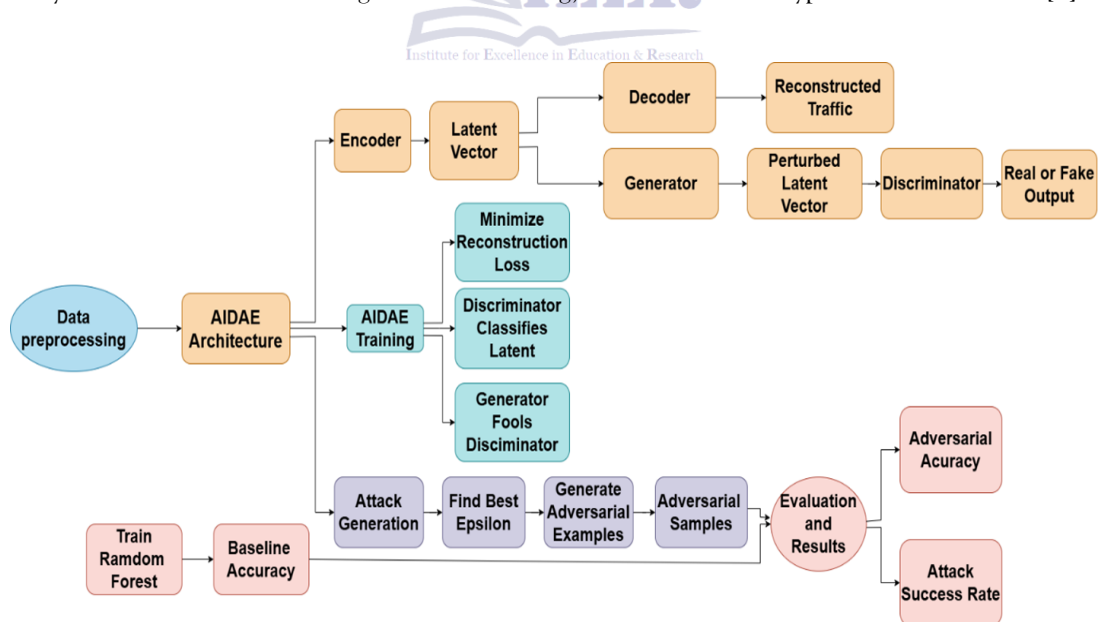 Institute for Excellence in Education & Research
Decoder
Reconstructed
Traffic
Encoder
Latent
Vector
Generator
Perturbed
Latent
Vector
Discriminator
Real or Fake
Output
Minimize
Reconstruction
Loss
Data
preprocessing
AIDAE
Architecture
AIDAE
Training
Discriminator
Classifies
Latent
Generator
Fools
Disciminator
Adversarial
Acuracy
Attack
Generation
Find Best
Epsilon
Generate
Adversarial
Examples
Adversarial
Samples
Evaluation
and
Results
Train
Ramdom
Forest
Baseline
Accuracy
Attack
Success Rate